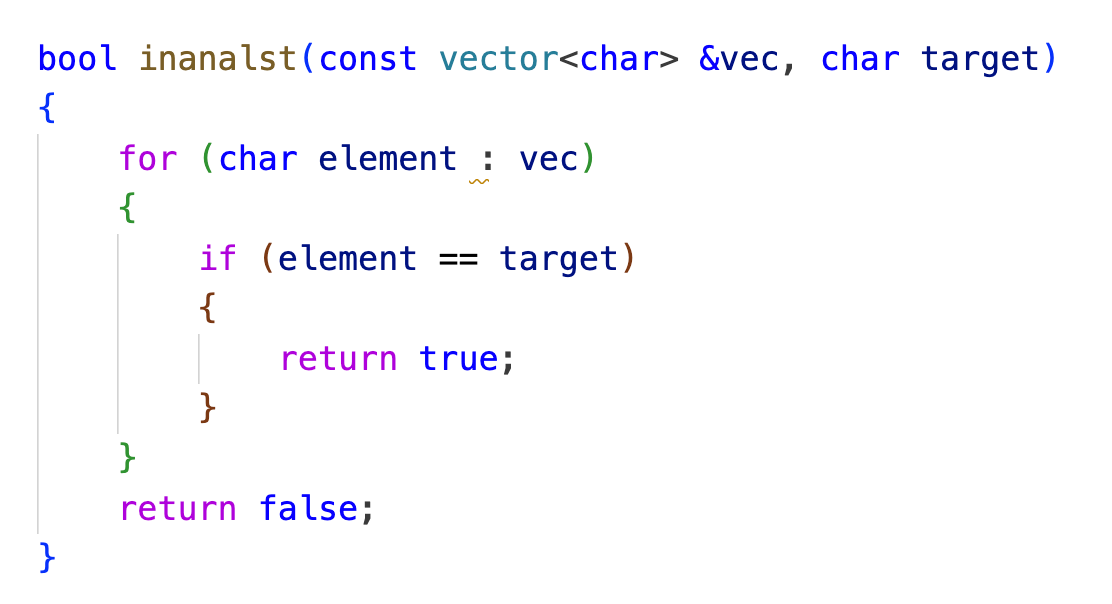 bool inanalst(const vector<char> &vec, char target)
{
    for (char element : vec)
    {
        if (element == target)
        {
            return true;
        }
    }
    return false;
}